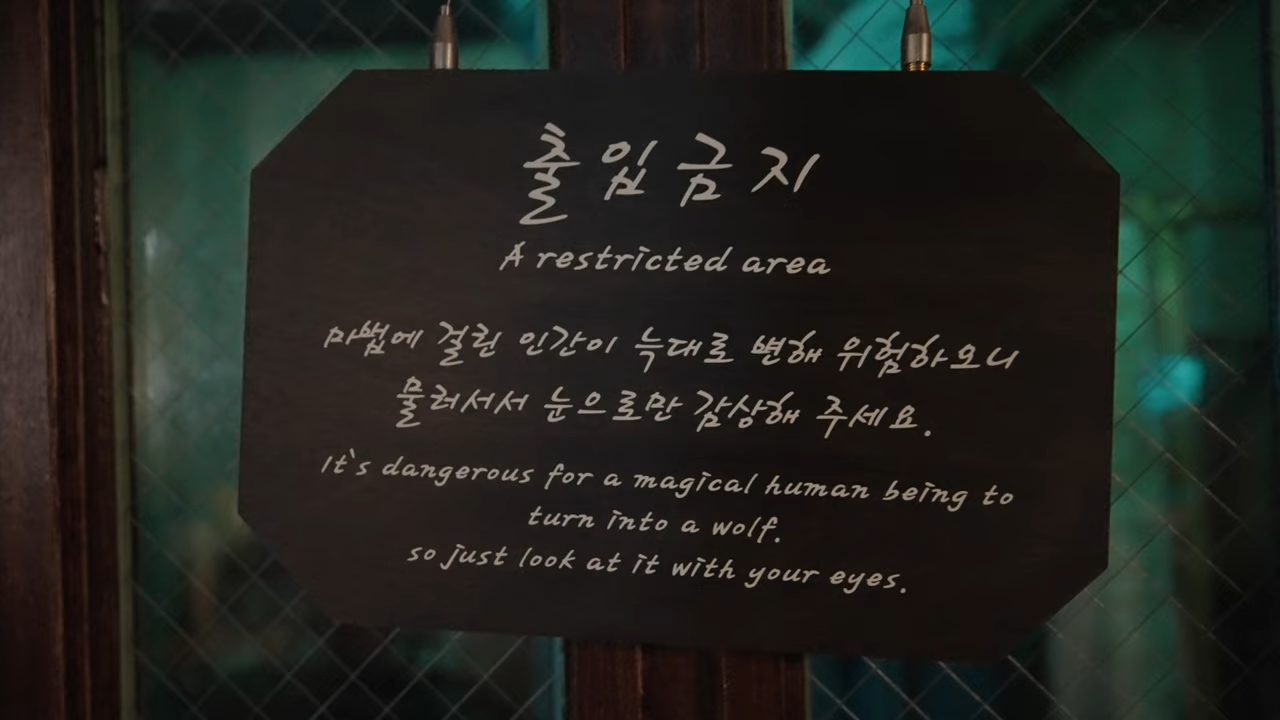 출입금지
A restricted area
마법에 걸린 인간이 늑대로 변해 위험하오니
물러서서 눈으로만 감상해 주세요.
It's dangerous for a magical human being to
turn into a wolf.
so just look at it with your eyes.